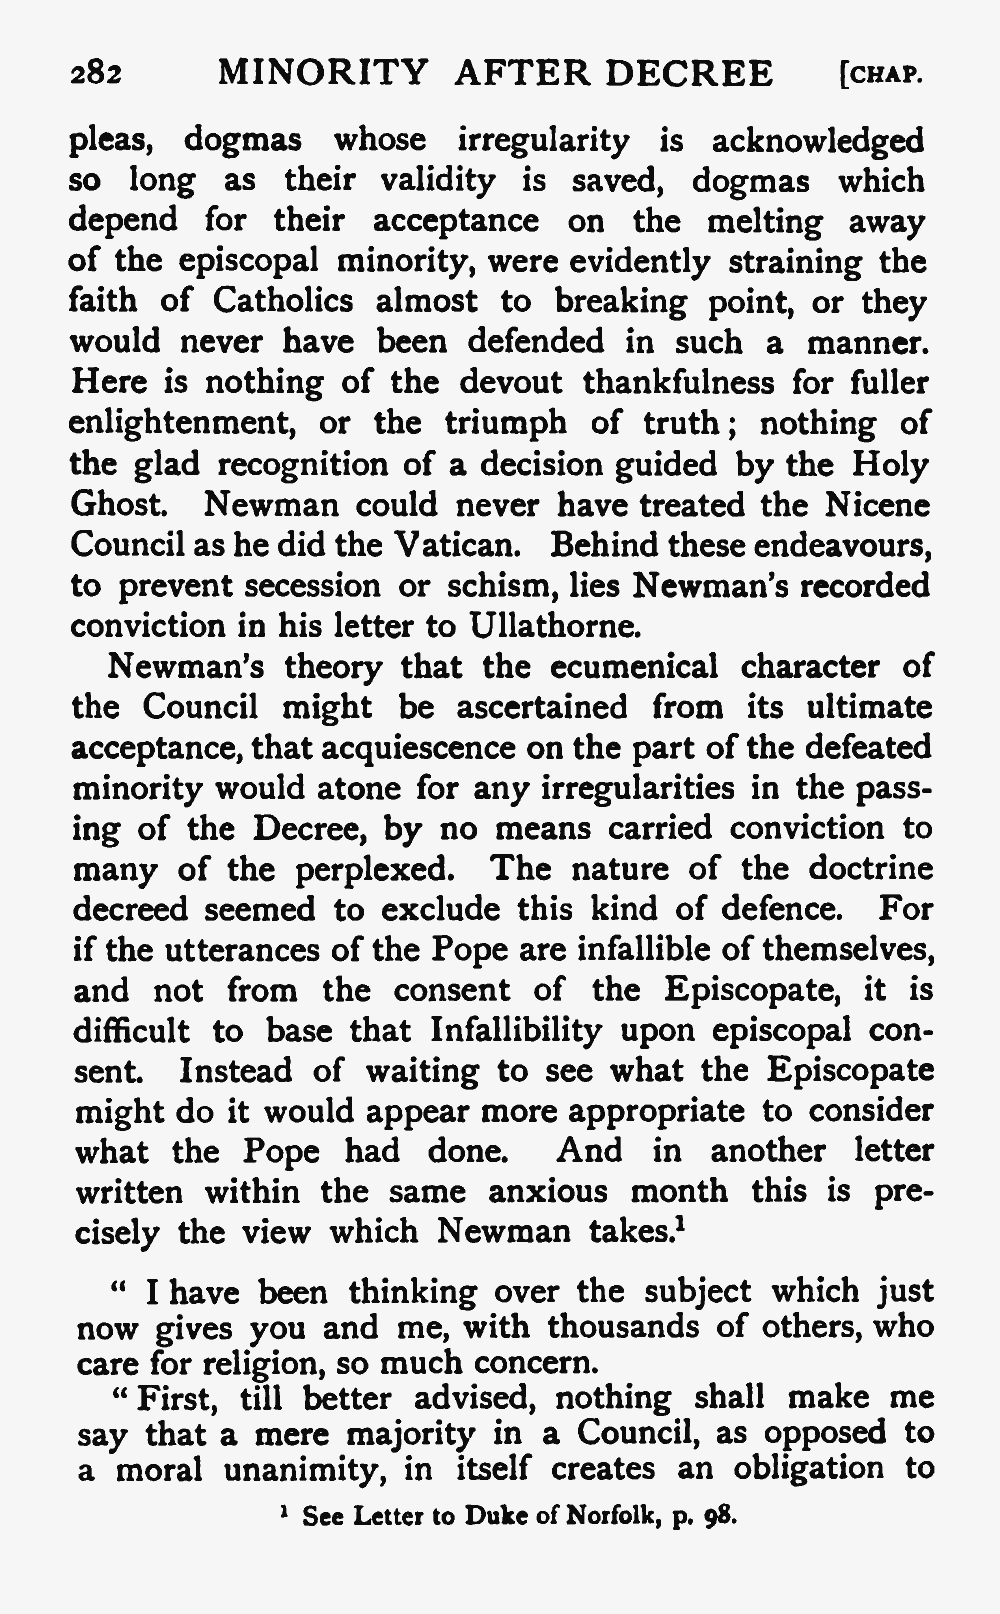 282 MINORITY AFTER DECREE [CHAP.
pleas, dogmas whose irregularity is acknowledged
so long as their validity is saved, dogmas which
depend for their acceptance on the melting away
of the episcopal minority, were evidently straining the
faith of Catholics almost to breaking point, or they
would never have been defended in such a manner.
Here is nothing of the devout thankfulness for fuller
enlightenment, or the triumph of truth; nothing of
the glad recognition of a decision guided by the Holy
Ghost. Newman could never have treated the Nicene
Council as he did the Vatican. Behind these endeavours,
to prevent secession or schism, lies Newman's recorded
conviction in his letter to Ullathorne.
Newman's theory that the ecumenical character of
the Council might be ascertained from its ultimate
acceptance, that acquiescence on the part of the defeated
minority would atone for any irregularities in the pass-
ing of the Decree, by no means carried conviction to
many of the perplexed. The nature of the doctrine
decreed seemed to exclude this kind of defence. For
if the utterances of the Pope are infallible of themselves,
and not from the consent of the Episcopate, it is
difficult to base that Infallibility upon episcopal con-
sent. Instead of waiting to see what the Episcopate
might do it would appear more appropriate to consider
what the Pope had done. And in another letter
written within the same anxious month this is pre-
cisely the view which Newman takes.¹
" I have been thinking over the subject which just
now gives you and me, with thousands of others, who
care for religion, so much concern.
" First, till better advised, nothing shall make me
say that a mere majority in a Council, as opposed to
a moral unanimity, in itself creates an obligation to
¹ See Letter to Duke of Norfolk, p. 98.